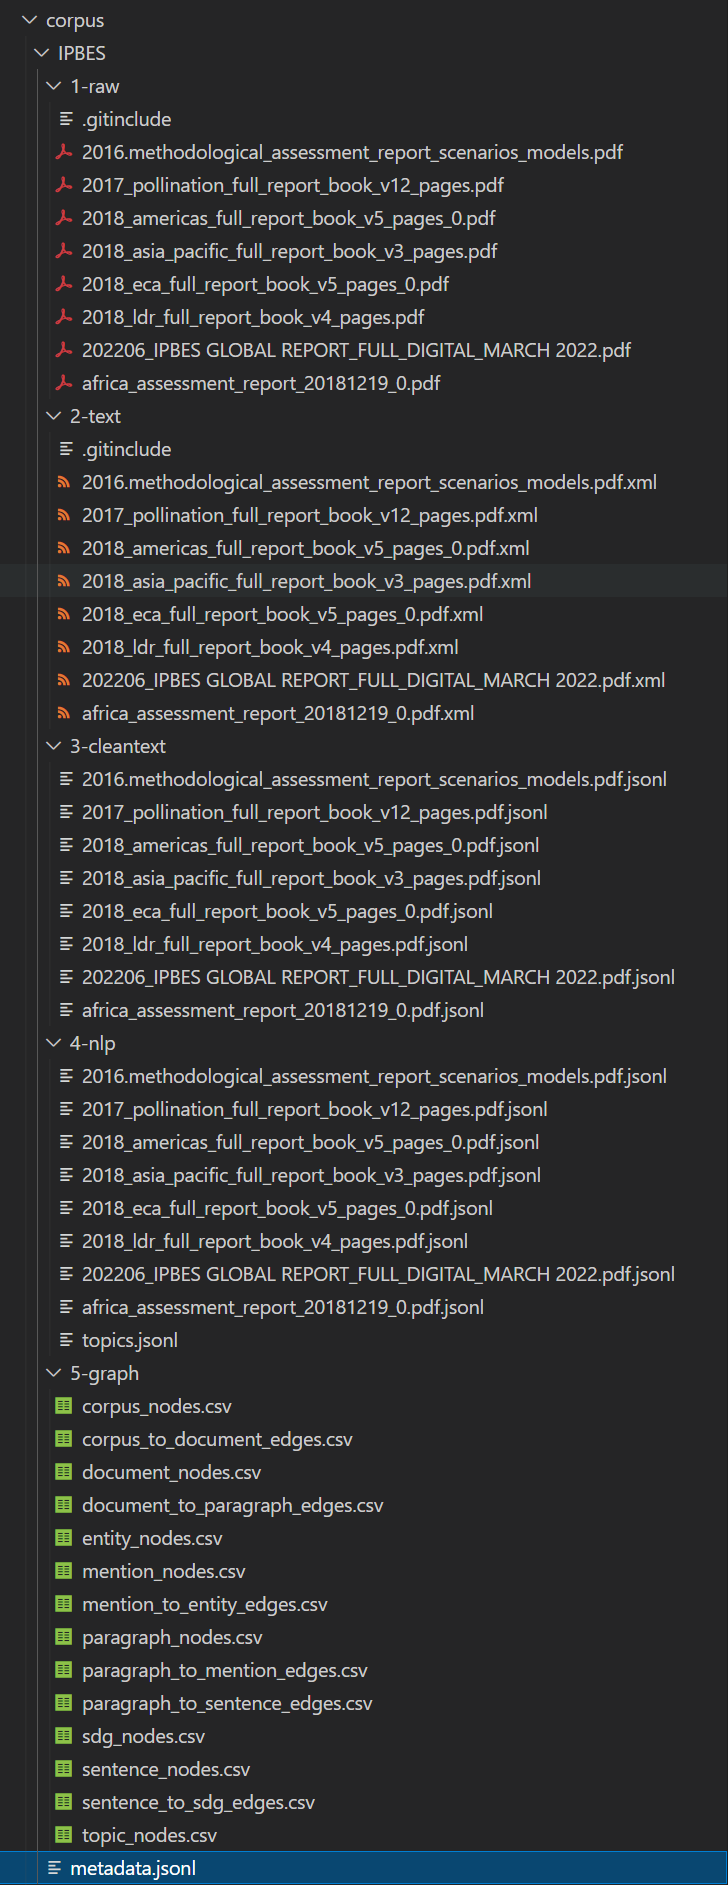 corpus
IPBES
1-raw
.gitinclude
2016.methodological_assessment_report_scenarios_models.pdf
2017_pollination_full_report_book_v12_pages.pdf
2018_americas_full_report_book_v5_pages_0.pdf
2018_asia_pacific_full_report_book_v3_pages.pdf
2018_eca_full_report_book_v5_pages_0.pdf
2018_ldr_full_report_book_v4_pages.pdf
202206_IPBES GLOBAL REPORT_FULL_DIGITAL_MARCH 2022.pdf
africa_assessment_report_20181219_0.pdf
2-text
.gitinclude
2016.methodological_assessment_report_scenarios_models.pdf.xml
2017_pollination_full_report_book_v12_pages.pdf.xml
2018_americas_full_report_book_v5_pages_0.pdf.xml
2018_asia_pacific_full_report_book_v3_pages.pdf.xml
2018_eca_full_report_book_v5_pages_0.pdf.xml
2018_ldr_full_report_book_v4_pages.pdf.xml
202206_IPBES GLOBAL REPORT_FULL_DIGITAL_MARCH 2022.pdf.xml
africa_assessment_report_20181219_0.pdf.xml
3-cleantext
2016.methodological_assessment_report_scenarios_models.pdf.jsonl
2017_pollination_full_report_book_v12_pages.pdf.jsonl
2018_americas_full_report_book_v5_pages_0.pdf.jsonl
2018_asia_pacific_full_report_book_v3_pages.pdf.jsonl
2018_eca_full_report_book_v5_pages_0.pdf.jsonl
2018_ldr_full_report_book_v4_pages.pdf.jsonl
202206_IPBES GLOBAL REPORT_FULL_DIGITAL_MARCH 2022.pdf.jsonl
africa_assessment_report_20181219_0.pdf.jsonl
4-nlp
2016.methodological_assessment_report_scenarios_models.pdf.jsonl
2017_pollination_full_report_book_v12_pages.pdf.jsonl
2018_americas_full_report_book_v5_pages_0.pdf.jsonl
2018_asia_pacific_full_report_book_v3_pages.pdf.jsonl
2018_eca_full_report_book_v5_pages_0.pdf.jsonl
2018_ldr_full_report_book_v4_pages.pdf.jsonl
202206_IPBES GLOBAL REPORT_FULL_DIGITAL_MARCH 2022.pdf.jsonl
africa_assessment_report_20181219_0.pdf.jsonl
topics.jsonl
5-graph
corpus_nodes.csv
corpus_to_document_edges.csv
document_nodes.csv
document_to_paragraph_edges.csv
entity_nodes.csv
mention_nodes.csv
mention_to_entity_edges.csv
paragraph_nodes.csv
paragraph_to_mention_edges.csv
paragraph_to_sentence_edges.csv
sdg_nodes.csv
sentence_nodes.csv
sentence_to_sdg_edges.csv
topic_nodes.csv
metadata.jsonl